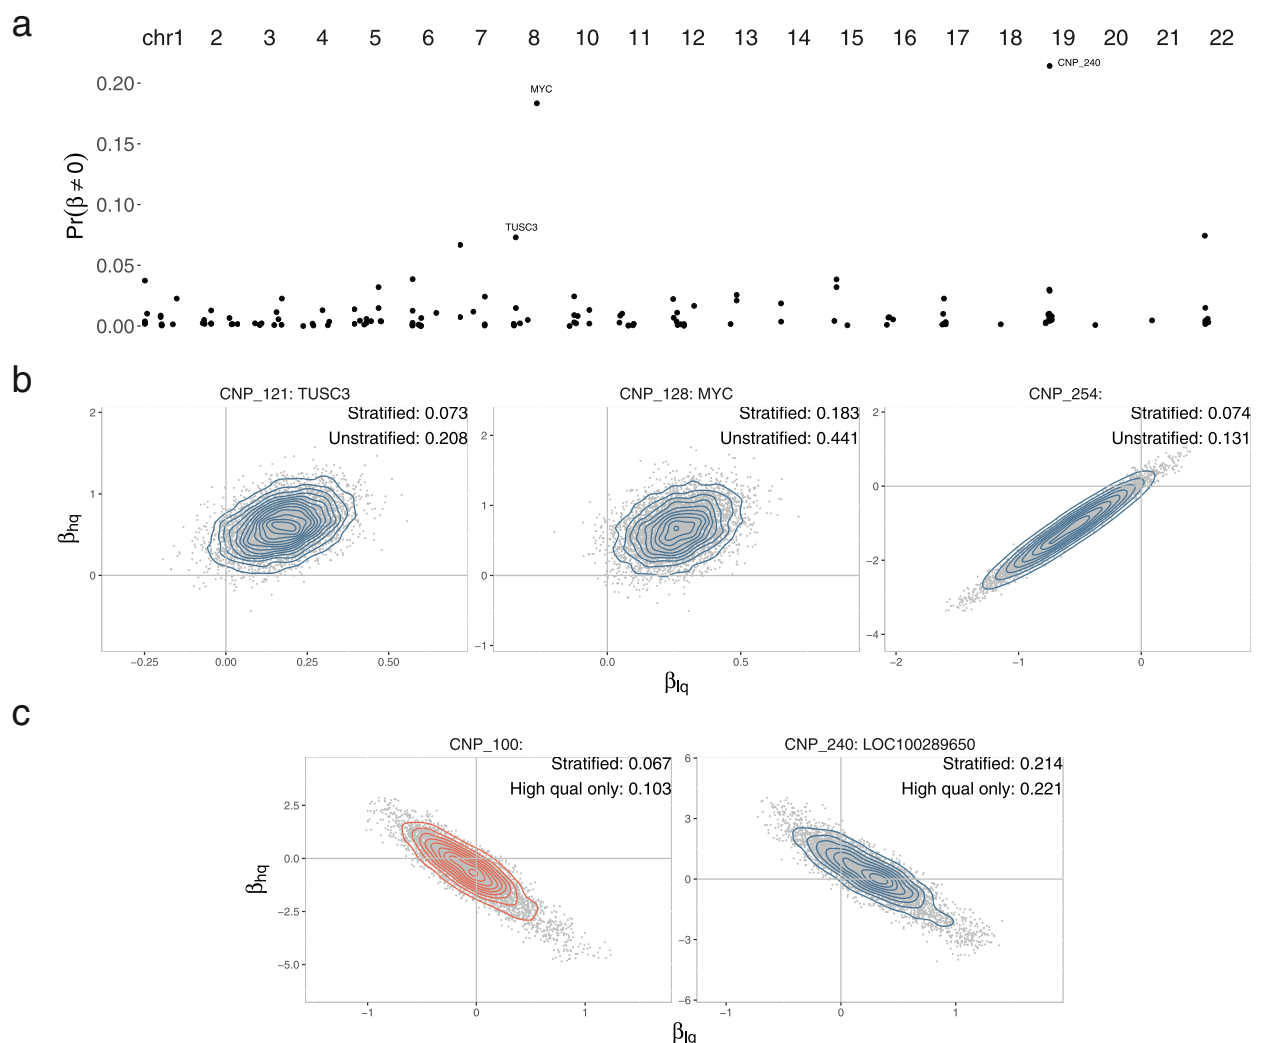 a
chr1 2 3 4 5 6 7 8 10 11 12 13 14 15 16 17 18 19 20 21 22
CNP_240
0.20
MYC
0.15
Pr(β ≠ 0)
0.10
TUSC3
0.05
0.00
b
CNP_121: TUSC3 CNP_128: MYC CNP_254:
Stratified: 0.073 Stratified: 0.183 Stratified: 0.074
Unstratified: 0.208 Unstratified: 0.441 Unstratified: 0.131
βhq
2 1 0
2 1 0 −1
2 0 −2 −4
−0.25 0.00 0.25 0.50 0.0 0.5 −2 −1 0
βlq
c
CNP_100: CNP_240: LOC100289650
Stratified: 0.067 Stratified: 0.214
High qual only: 0.103 High qual only: 0.221
βhq
2.5 0.0 −2.5 −5.0
6 3 0 −3 −6
−1 0 1 −1 0 1
βlq